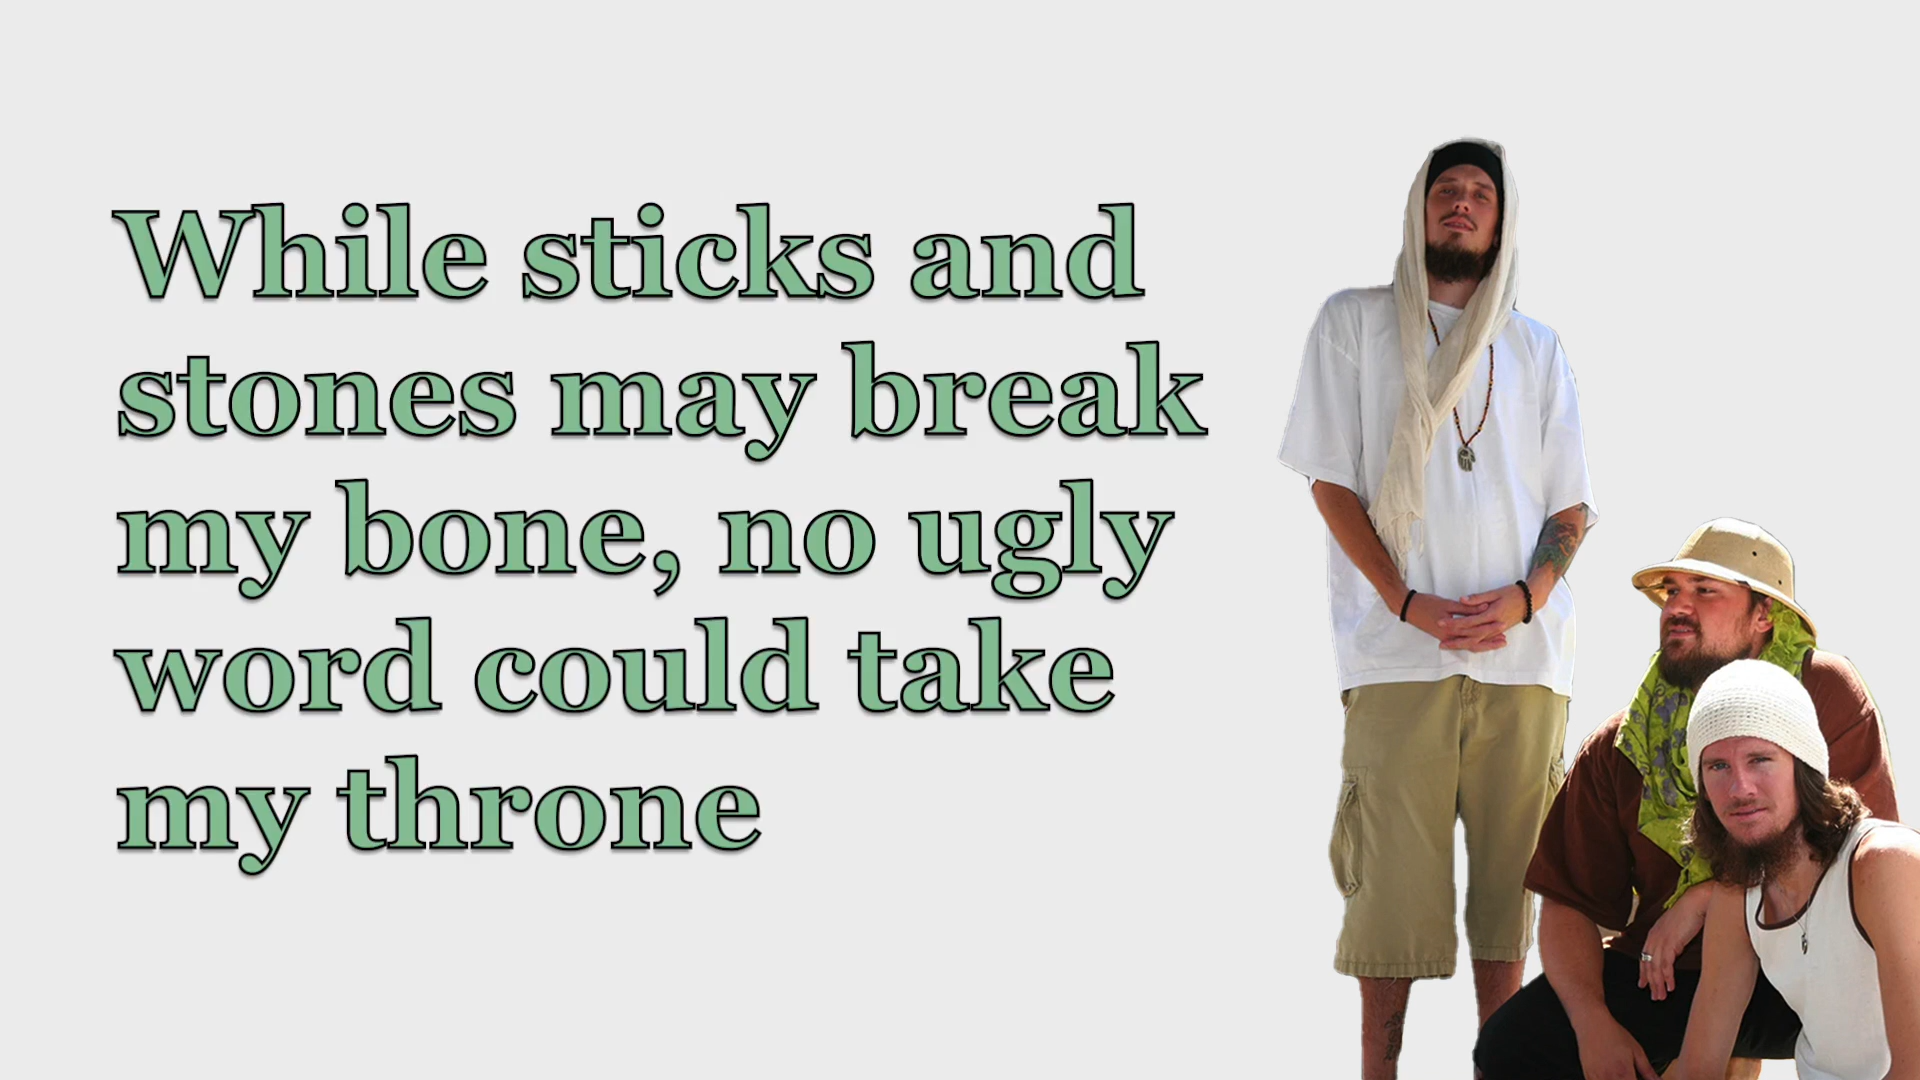 While sticks and
stones may break
my bone, no ugly
word could take
my throne